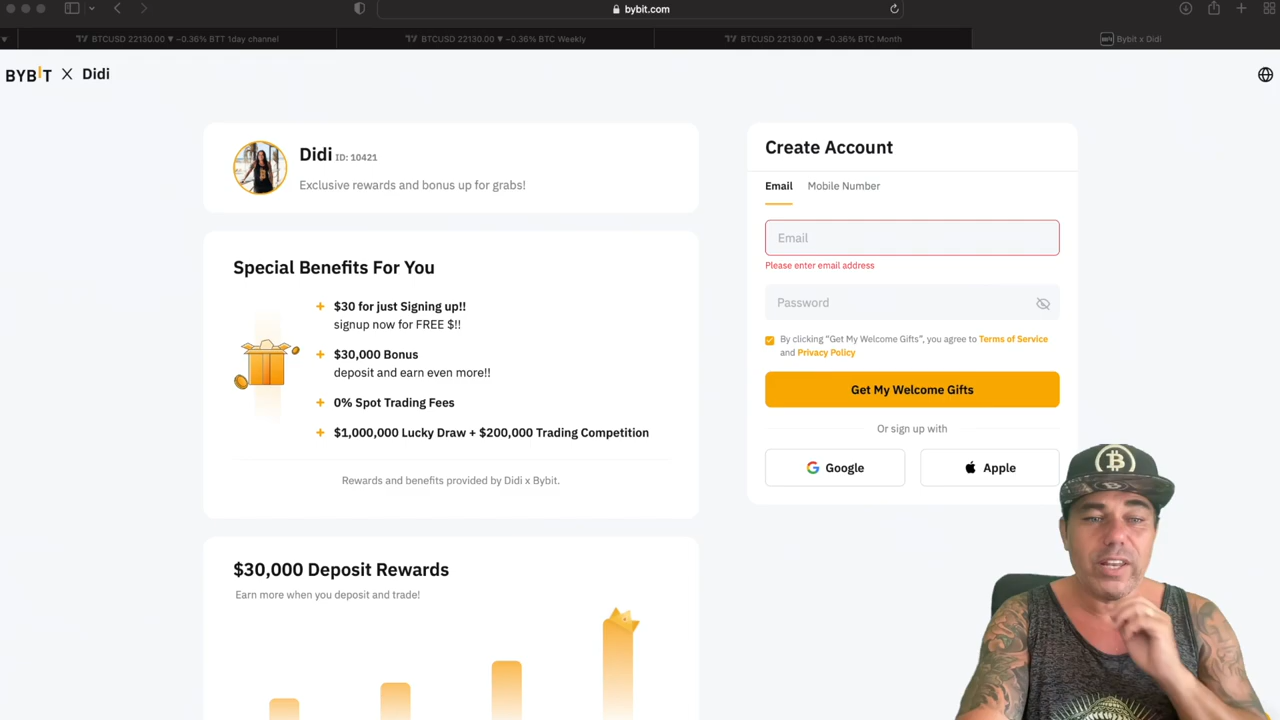 bybit.com
BTCUSD 22130.00 ▼ −0.36% BTT 1day channel
BTCUSD 22130.00 ▼ −0.36% BTC Weekly
BTCUSD 22130.00 ▼ −0.36% BTC Month
Bybit x Didi
BYBIT X Didi
Didi ID: 10421
Exclusive rewards and bonus up for grabs!
Special Benefits For You
+ $30 for just Signing up!!
signup now for FREE $!!
+ $30,000 Bonus
deposit and earn even more!!
+ 0% Spot Trading Fees
+ $1,000,000 Lucky Draw + $200,000 Trading Competition
Rewards and benefits provided by Didi x Bybit.
$30,000 Deposit Rewards
Earn more when you deposit and trade!
Create Account
Email Mobile Number
Email
Please enter email address
Password
By clicking “Get My Welcome Gifts”, you agree to Terms of Service
and Privacy Policy
Get My Welcome Gifts
Or sign up with
Google Apple